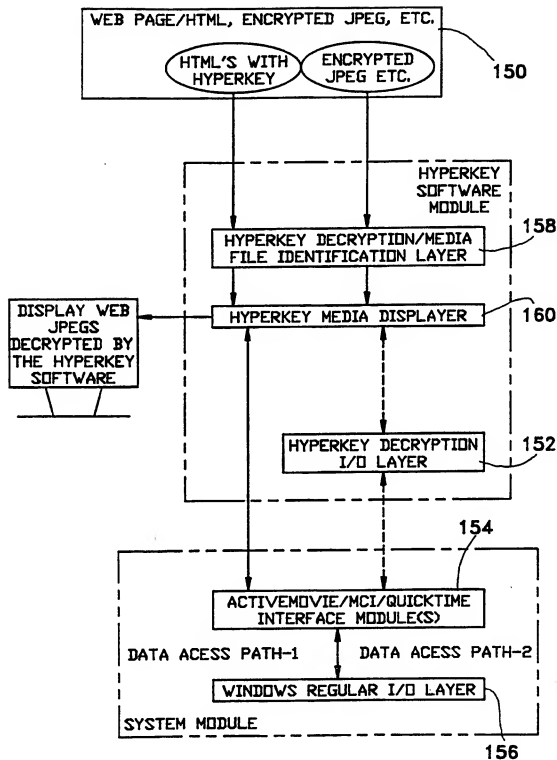 WEB PAGE/HTML, ENCRYPTED JPEG, ETC.
HTML'S WITH
HYPERKEY
ENCRYPTED
JPEG ETC.
150
HYPERKEY
SOFTWARE
MODULE
158
HYPERKEY DECRYPTION/MEDIA
FILE IDENTIFICATION LAYER
HYPERKEY MEDIA DISPLAYER
160
DISPLAY WEB
JPEGS
DECRYPTED BY
THE HYPERKEY
SOFTWARE
HYPERKEY DECRYPTION
I/O LAYER
152
154
ACTIVEMOVIE/MCI/QUICKTIME
INTERFACE MODULE(S)
DATA ACESS PATH-1
DATA ACESS PATH-2
WINDOWS REGULAR I/O LAYER
SYSTEM MODULE
156